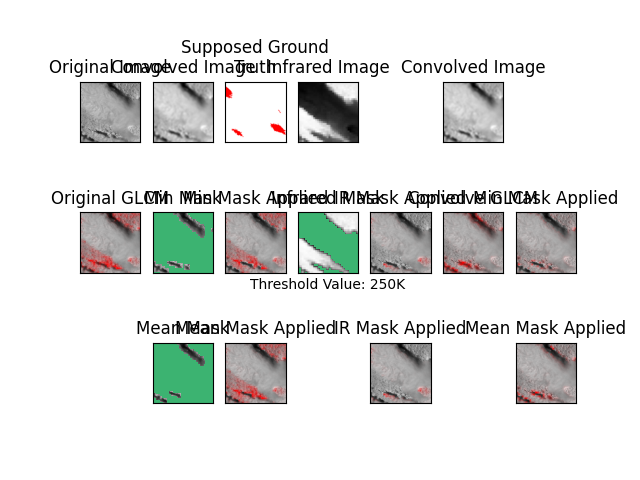 Supposed Ground
Original Image Convolved Image Truth Infrared Image Convolved Image
Original GLCM Min Mask Min Mask Applied Infrared Mask IR Mask Applied Convolved GLCM Min Mask Applied
Threshold Value: 250K
Mean Mask Mean Mask Applied IR Mask Applied Mean Mask Applied